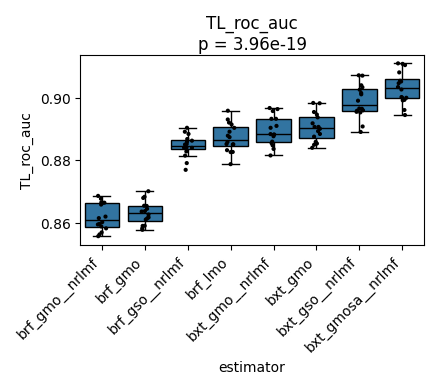 TL_roc_auc
p = 3.96e-19
TL_roc_auc
0.90
0.88
0.86
brf_gmo__nrlmf
brf_gmo
brf_gso__nrlmf
brf_lmo
bxt_gmo__nrlmf
bxt_gmo
bxt_gso__nrlmf
bxt_gmosa__nrlmf
estimator